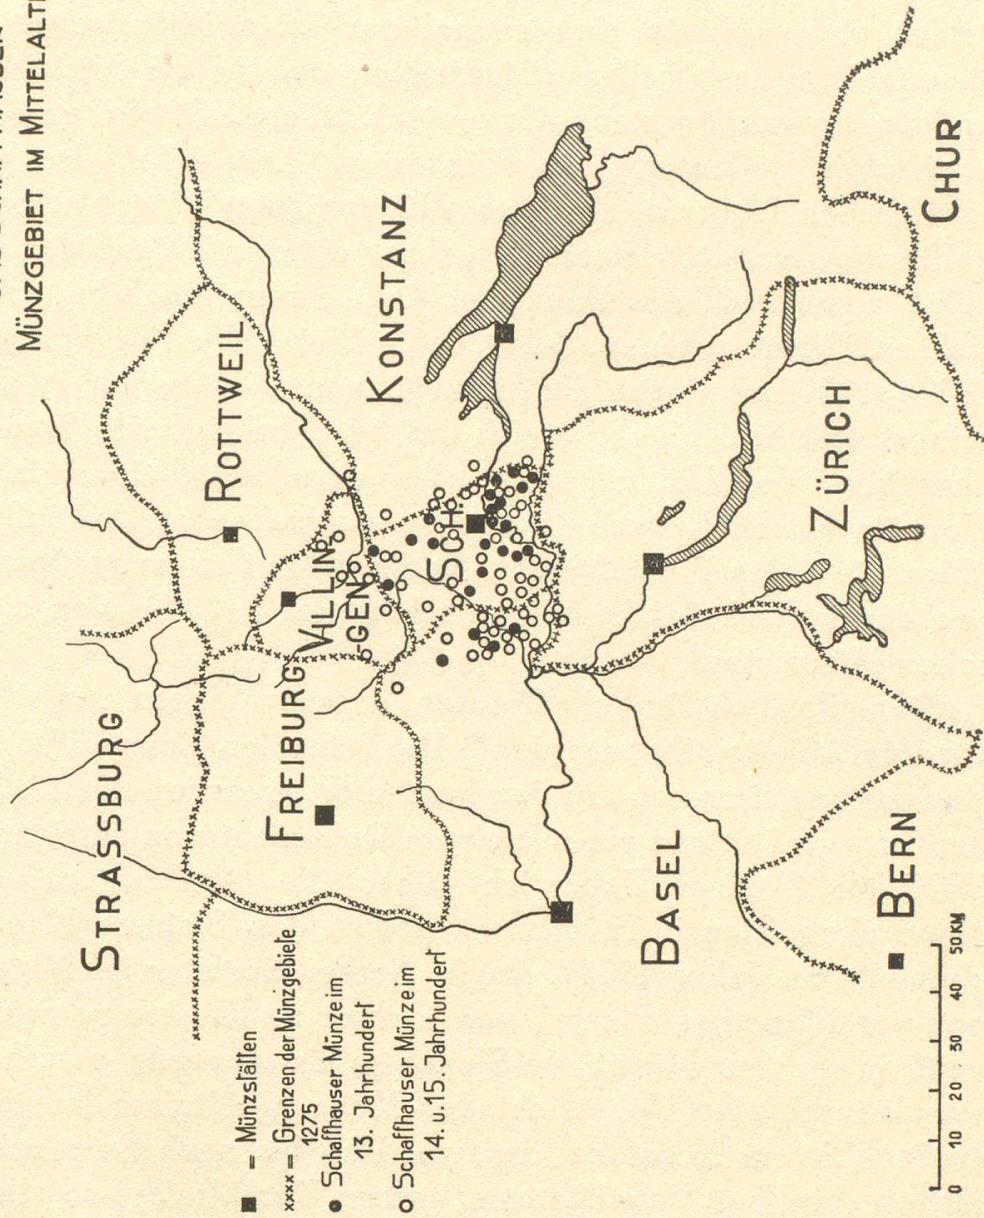 MÜNZGEBIET IM MITTELALTE
STRASSBURG
ROTTWEIL
VILLIN-
-GEN
FREIBURG
KONSTANZ
SCH.
BASEL
ZÜRICH
CHUR
BERN
■ = Münzstätten
xxxx = Grenzen der Münzgebiete
1275
● Schaffhauser Münze im
13. Jahrhundert
○ Schaffhauser Münze im
14. u. 15. Jahrhundert
0 10 20 30 40 50 KM